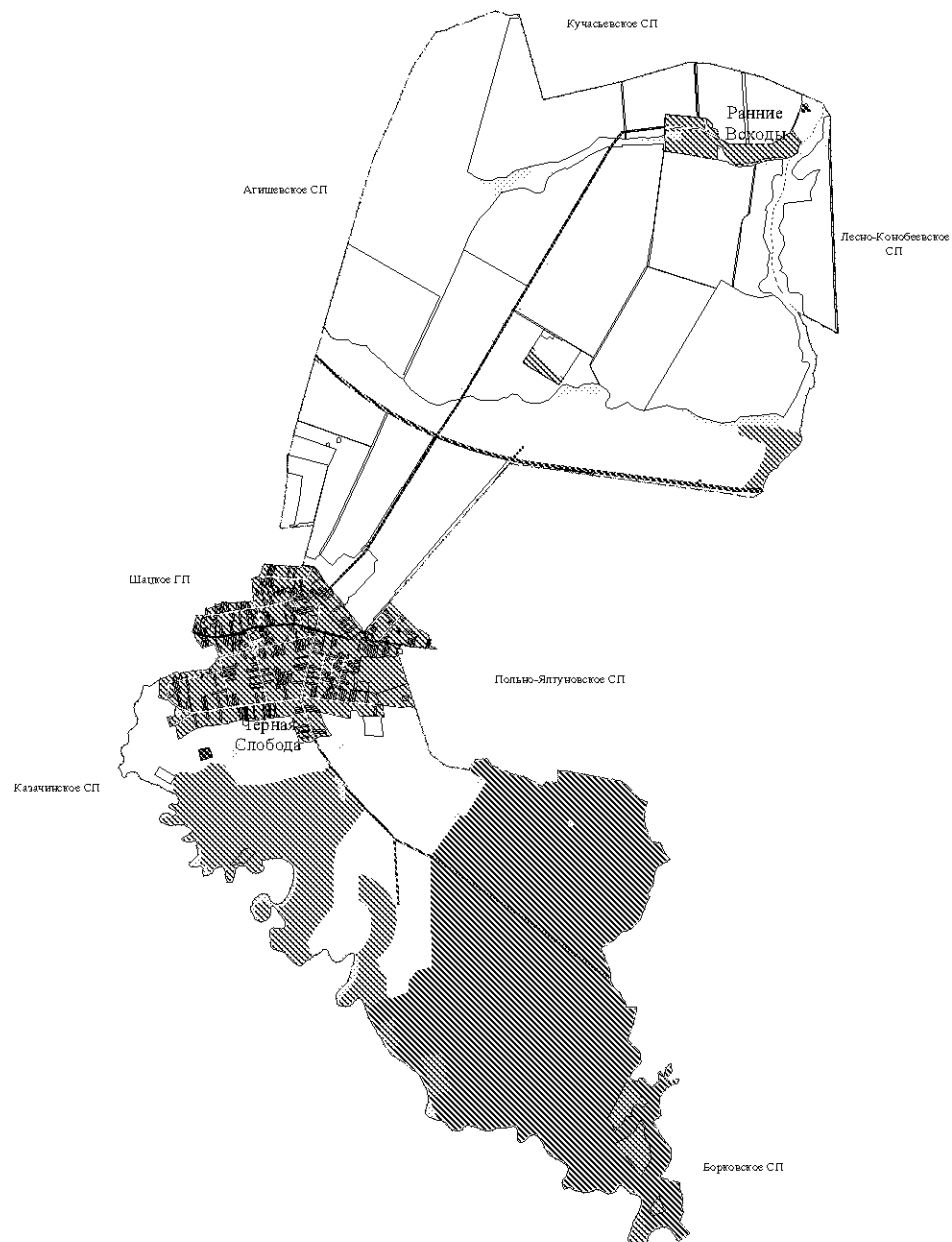 Кучасьевское СП
Ранние
Всходы
Агишевское СП
Лесно-Конобеевское
СП
Шацкое ГП
Польно-Ялтуновское СП
Черная
Слобода
Казачинское СП
Борковское СП